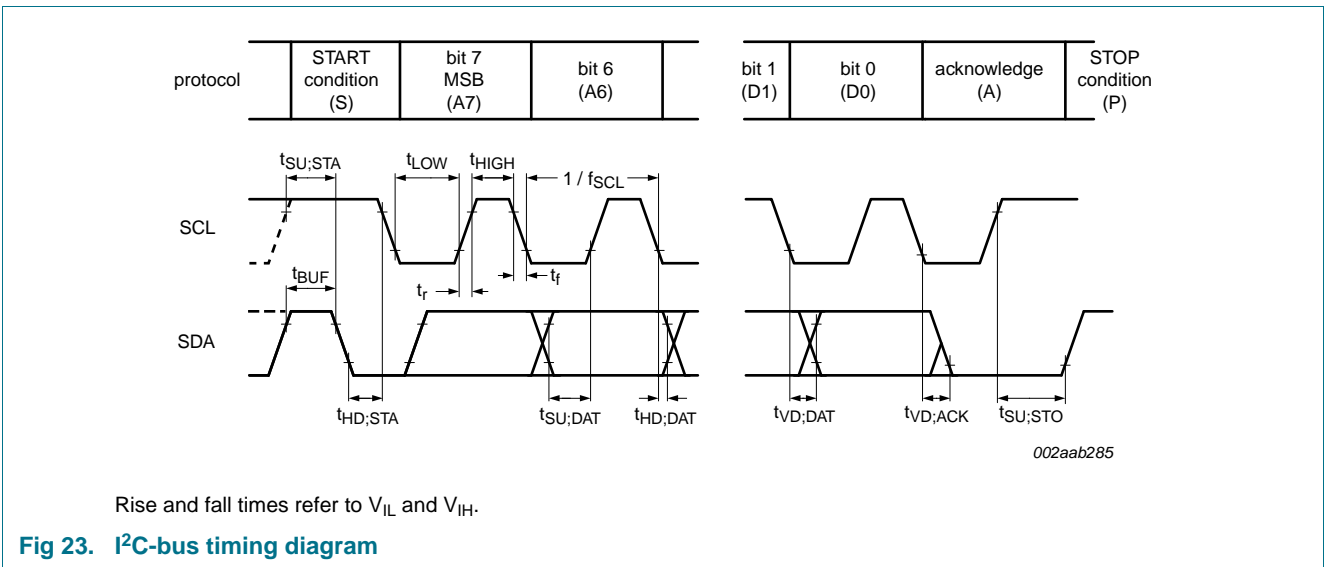 protocol
START
condition
(S)
bit 7
MSB
(A7)
bit 6
(A6)
bit 1
(D1)
bit 0
(D0)
acknowledge
(A)
STOP
condition
(P)
tSU;STA
tLOW
tHIGH
1 / fSCL
SCL
tBUF
tr
tf
SDA
tHD;STA
tSU;DAT
tHD;DAT
tVD;DAT
tVD;ACK
tSU;STO
002aab285
Rise and fall times refer to VIL and VIH.
Fig 23. I²C-bus timing diagram